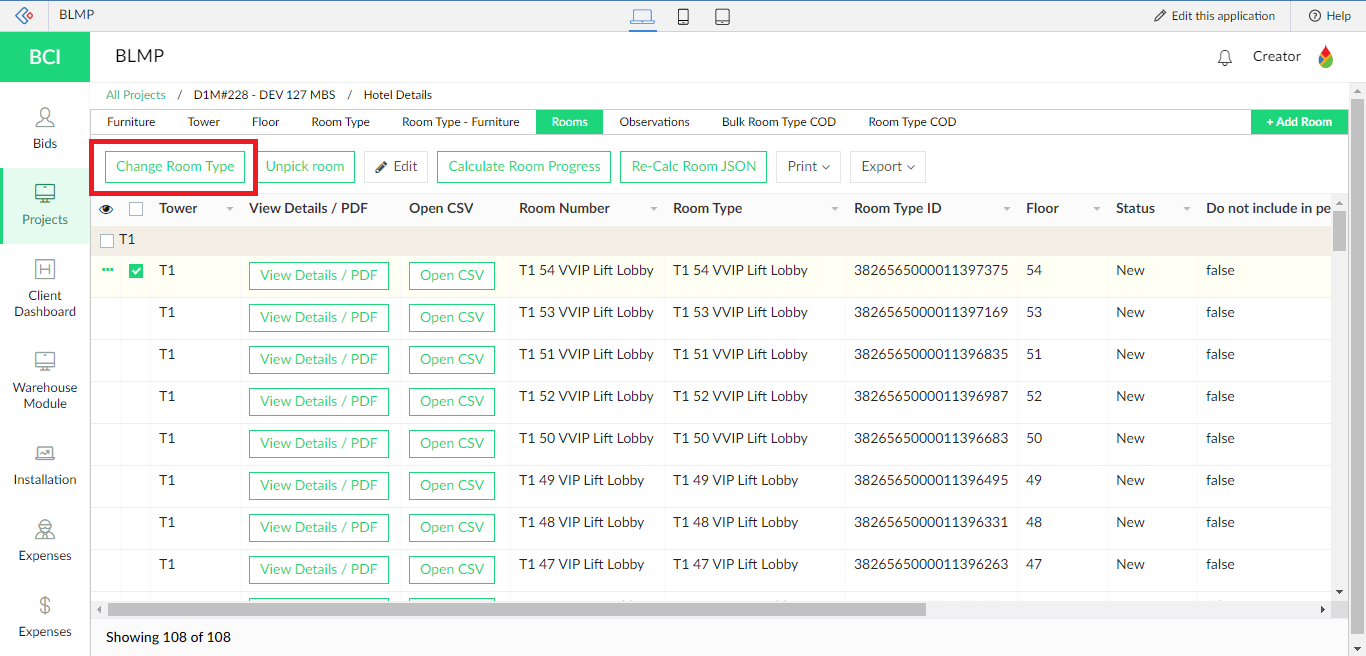 BLMP
Edit this application
Help
BCI
BLMP
Creator
All Projects / D1M#228 - DEV 127 MBS / Hotel Details
Furniture Tower Floor Room Type Room Type - Furniture Rooms Observations Bulk Room Type COD Room Type COD + Add Room
Change Room Type Unpick room Edit Calculate Room Progress Re-Calc Room JSON Print Export
Tower View Details / PDF Open CSV Room Number Room Type Room Type ID Floor Status Do not include in pe
T1
T1 View Details / PDF Open CSV T1 54 VVIP Lift Lobby T1 54 VVIP Lift Lobby 3826565000011397375 54 New false
T1 View Details / PDF Open CSV T1 53 VVIP Lift Lobby T1 53 VVIP Lift Lobby 3826565000011397169 53 New false
T1 View Details / PDF Open CSV T1 51 VVIP Lift Lobby T1 51 VVIP Lift Lobby 3826565000011396835 51 New false
T1 View Details / PDF Open CSV T1 52 VVIP Lift Lobby T1 52 VVIP Lift Lobby 3826565000011396987 52 New false
T1 View Details / PDF Open CSV T1 50 VVIP Lift Lobby T1 50 VVIP Lift Lobby 3826565000011396683 50 New false
T1 View Details / PDF Open CSV T1 49 VIP Lift Lobby T1 49 VIP Lift Lobby 3826565000011396495 49 New false
T1 View Details / PDF Open CSV T1 48 VIP Lift Lobby T1 48 VIP Lift Lobby 3826565000011396331 48 New false
T1 View Details / PDF Open CSV T1 47 VIP Lift Lobby T1 47 VIP Lift Lobby 3826565000011396263 47 New false
Showing 108 of 108
Bids
Projects
Client
Dashboard
Warehouse
Module
Installation
Expenses
Expenses